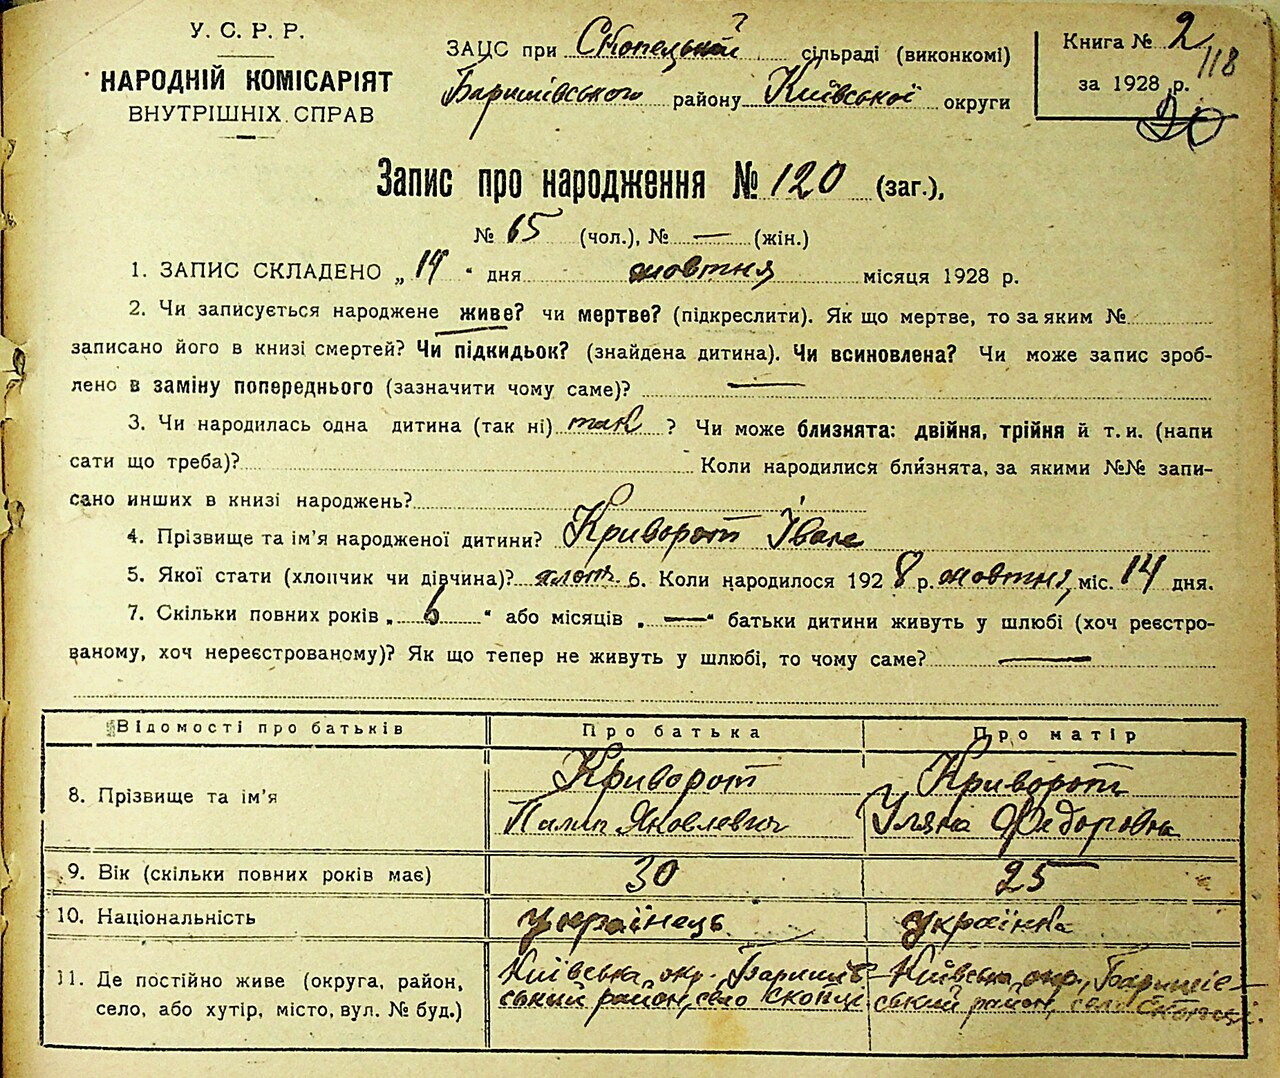 У. С. Р. Р.
НАРОДНІЙ КОМІСАРІЯТ
ВНУТРІШНІХ СПРАВ
ЗАЦС при Скопецькій сільраді (виконкомі)
Баришівського району Київської округи
Книга № 2
118
за 1928 р.
20
Запис про народження № 120 (заг.),
№ 65 (чол.), № — (жін.)
1. ЗАПИС СКЛАДЕНО „14“ дня жовтня місяця 1928 р.
2. Чи записується народжене живе? чи мертве? (підкреслити). Як що мертве, то за яким №
записано його в книзі смертей? Чи підкидьок? (знайдена дитина). Чи всиновлена? Чи може запис зроб-
лено в заміну попереднього (зазначити чому саме)? —
3. Чи народилась одна дитина (так ні) так ? Чи може близнята: двійня, трійня й т. и. (напи
сати що треба)? Коли народилися близнята, за якими №№ запи-
сано инших в книзі народжень?
4. Прізвище та ім’я народженої дитини? Криворот Іван
5. Якої стати (хлопчик чи дівчина)? хлоп. 6. Коли народилося 1928 р. жовтня, міс. 14 дня.
7. Скільки повних років „ 6 “ або місяців „ — “ батьки дитини живуть у шлюбі (хоч реєстро-
ваному, хоч нереєстрованому)? Як що тепер не живуть у шлюбі, то чому саме? —
Відомості про батьків Про батька Про матір
8. Прізвище та ім’я Криворот Криворот
Яковлевич Уляна Федоровна
9. Вік (скільки повних років має) 30 25
10. Національність українець українка
11. Де постійно живе (округа, район, Київська окр. Баришів- Київська окр., Баришів-
село, або хутір, місто, вул. № буд.) ський район, село Скопці ський район, село Скопці.